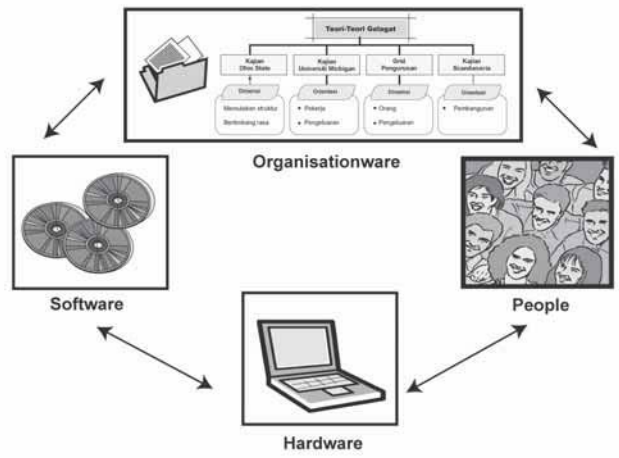 Teori-Teori Gelagat
Kajian
Ohio State
Kajian
Universiti Michigan
Grid
Pengurusan
Kajian
Scandinavia
Dimensi
Orientasi
Dimensi
Orientasi
Memulakan struktur
Bertimbang rasa
• Pekerja
• Pengeluaran
• Orang
• Pengeluaran
• Pembangunan
Organisationware
Software
People
Hardware